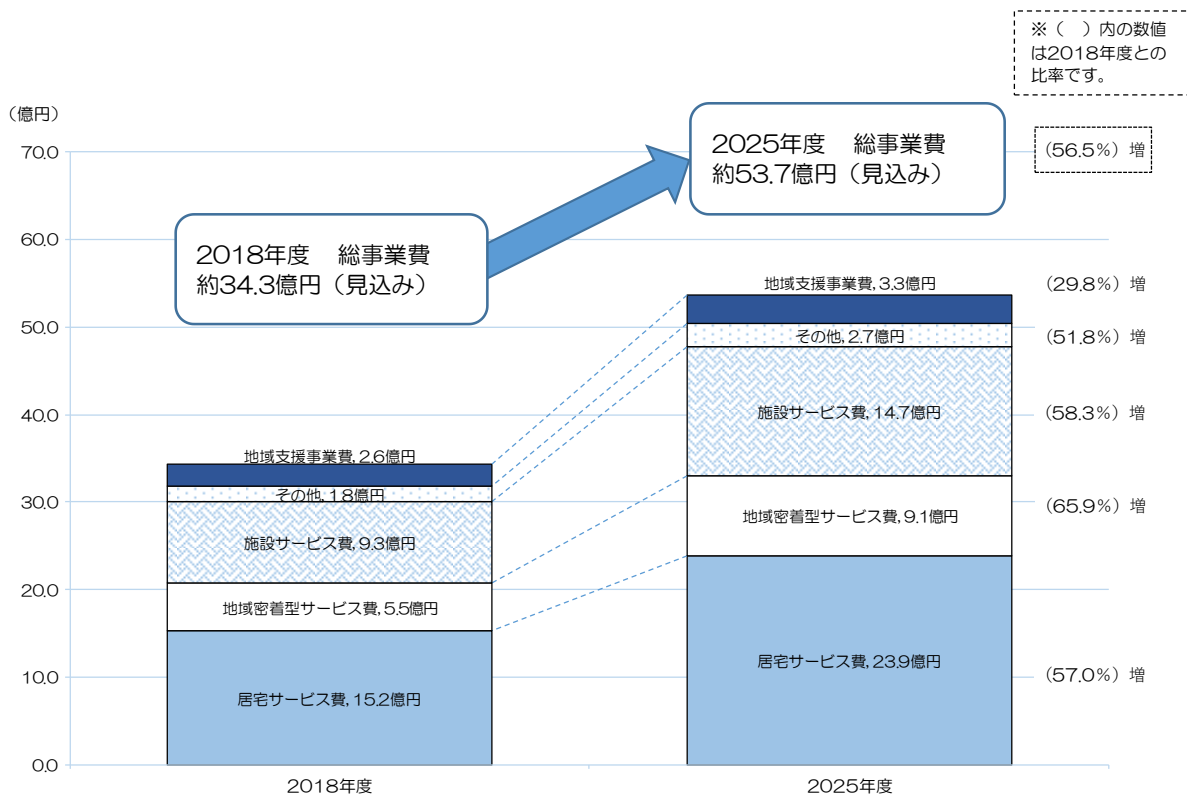 ※（　）内の数値
は2018年度との
比率です。
（億円）
2025年度　総事業費
約53.7億円（見込み）
（56.5％）増
2018年度　総事業費
約34.3億円（見込み）
70.0
60.0
50.0
40.0
30.0
20.0
10.0
0.0
地域支援事業費, 2.6億円
その他, 1.8億円
施設サービス費, 9.3億円
地域密着型サービス費, 5.5億円
居宅サービス費, 15.2億円
地域支援事業費, 3.3億円
その他, 2.7億円
施設サービス費, 14.7億円
地域密着型サービス費, 9.1億円
居宅サービス費, 23.9億円
（29.8％）増
（51.8％）増
（58.3％）増
（65.9％）増
（57.0％）増
2018年度
2025年度